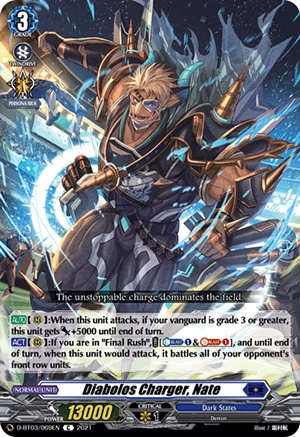 3
GRADE
TWIN DRIVE
PERSONA RIDE
The unstoppable charge dominates the field.
AUTO [ ]:When this unit attacks, if your vanguard is grade 3 or greater,
this unit gets +5000 until end of turn.
ACT [ ]:If you are in "Final Rush", [ BLAST 1 SOUL BLAST 1], and until end
of turn, when this unit would attack, it battles all of your opponent's
front row units.
NORMAL UNIT
Diabolos Charger, Nate
POWER 13000
CRITICAL
1
Dark States
Demon
D-BT03/069EN C 2021